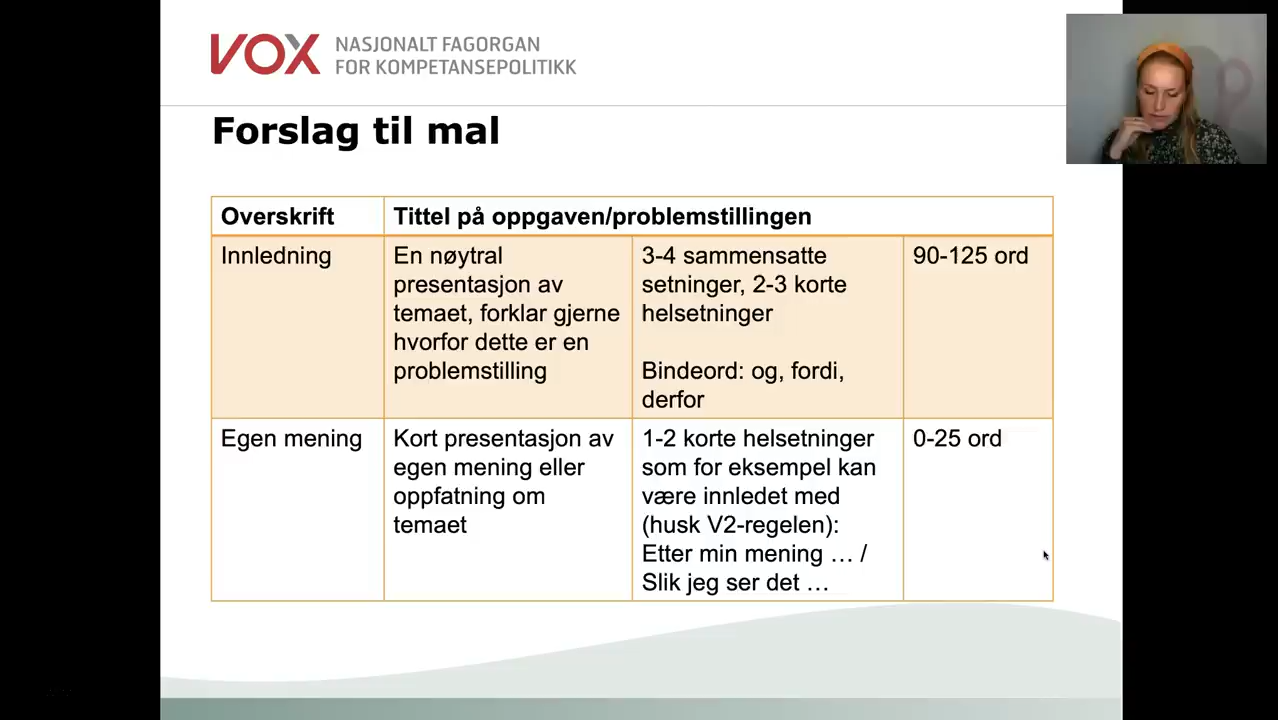 VOX NASJONALT FAGORGAN
FOR KOMPETANSEPOLITIKK
Forslag til mal
Overskrift
Tittel på oppgaven/problemstillingen
Innledning
En nøytral
presentasjon av
temaet, forklar gjerne
hvorfor dette er en
problemstilling
3-4 sammensatte
setninger, 2-3 korte
helsetninger
Bindeord: og, fordi,
derfor
90-125 ord
Egen mening
Kort presentasjon av
egen mening eller
oppfatning om
temaet
1-2 korte helsetninger
som for eksempel kan
være innledet med
(husk V2-regelen):
Etter min mening … /
Slik jeg ser det …
0-25 ord